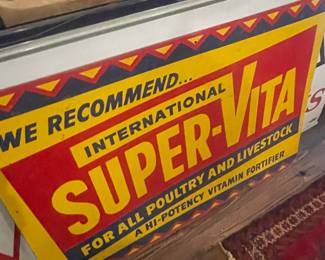 WE RECOMMEND...
INTERNATIONAL
SUPER-VITA
FOR ALL POULTRY AND LIVESTOCK
A HI-POTENCY VITAMIN FORTIFIER